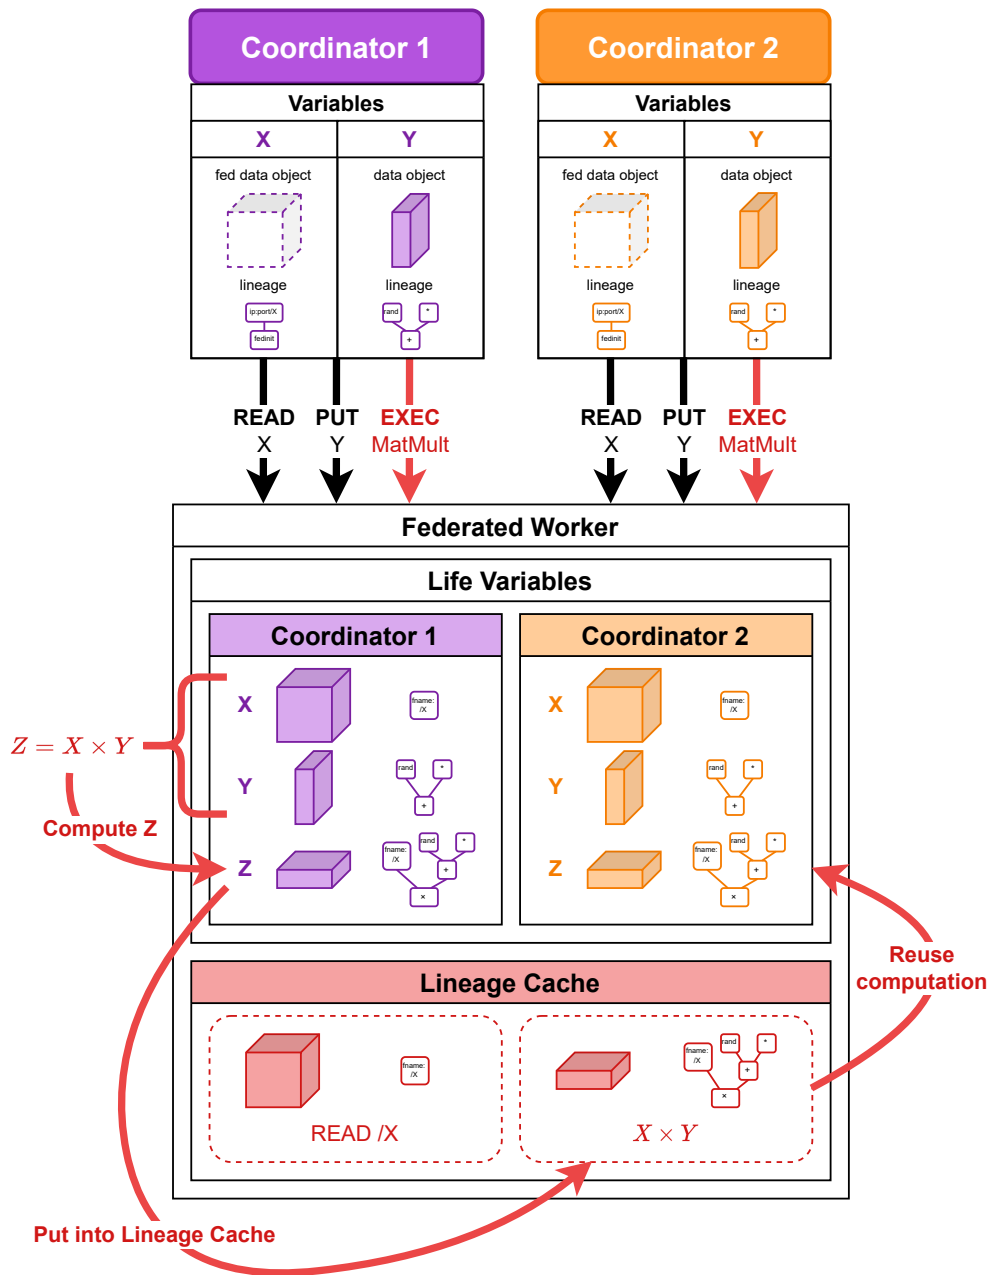 Coordinator 1
Coordinator 2
Variables
Variables
X
Y
X
Y
fed data object
data object
fed data object
data object
lineage
lineage
lineage
lineage
ip:port/X
rand
*
ip:port/X
rand
*
fedinit
+
fedinit
+
READ
PUT
EXEC
READ
PUT
EXEC
X
Y
MatMult
X
Y
MatMult
Federated Worker
Life Variables
Coordinator 1
Coordinator 2
X
fname:
/X
X
fname:
/X
Z = X × Y
Y
rand
*
+
Y
rand
*
+
Compute Z
Z
fname:
/X
rand
*
+
×
Z
fname:
/X
rand
*
+
×
Reuse
computation
Lineage Cache
fname:
/X
READ /X
fname:
/X
rand
*
+
×
X × Y
Put into Lineage Cache